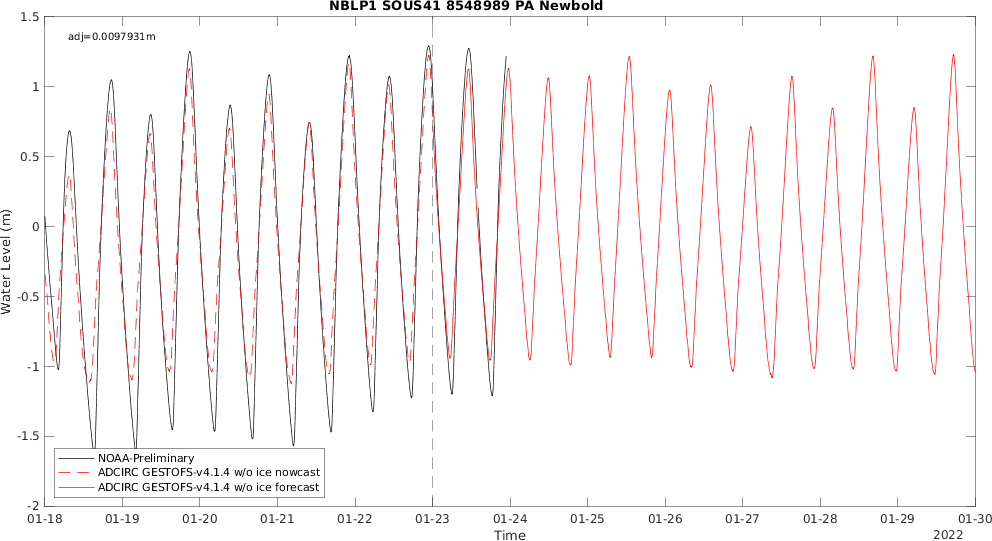 NBLP1 SOUS41 8548989 PA Newbold
adj=0.0097931m
1.5
1
0.5
0
-0.5
-1
-1.5
-2
Water Level (m)
NOAA-Preliminary
ADCIRC GESTOFS-v4.1.4 w/o ice nowcast
ADCIRC GESTOFS-v4.1.4 w/o ice forecast
01-18 01-19 01-20 01-21 01-22 01-23 01-24 01-25 01-26 01-27 01-28 01-29 01-30
Time
2022